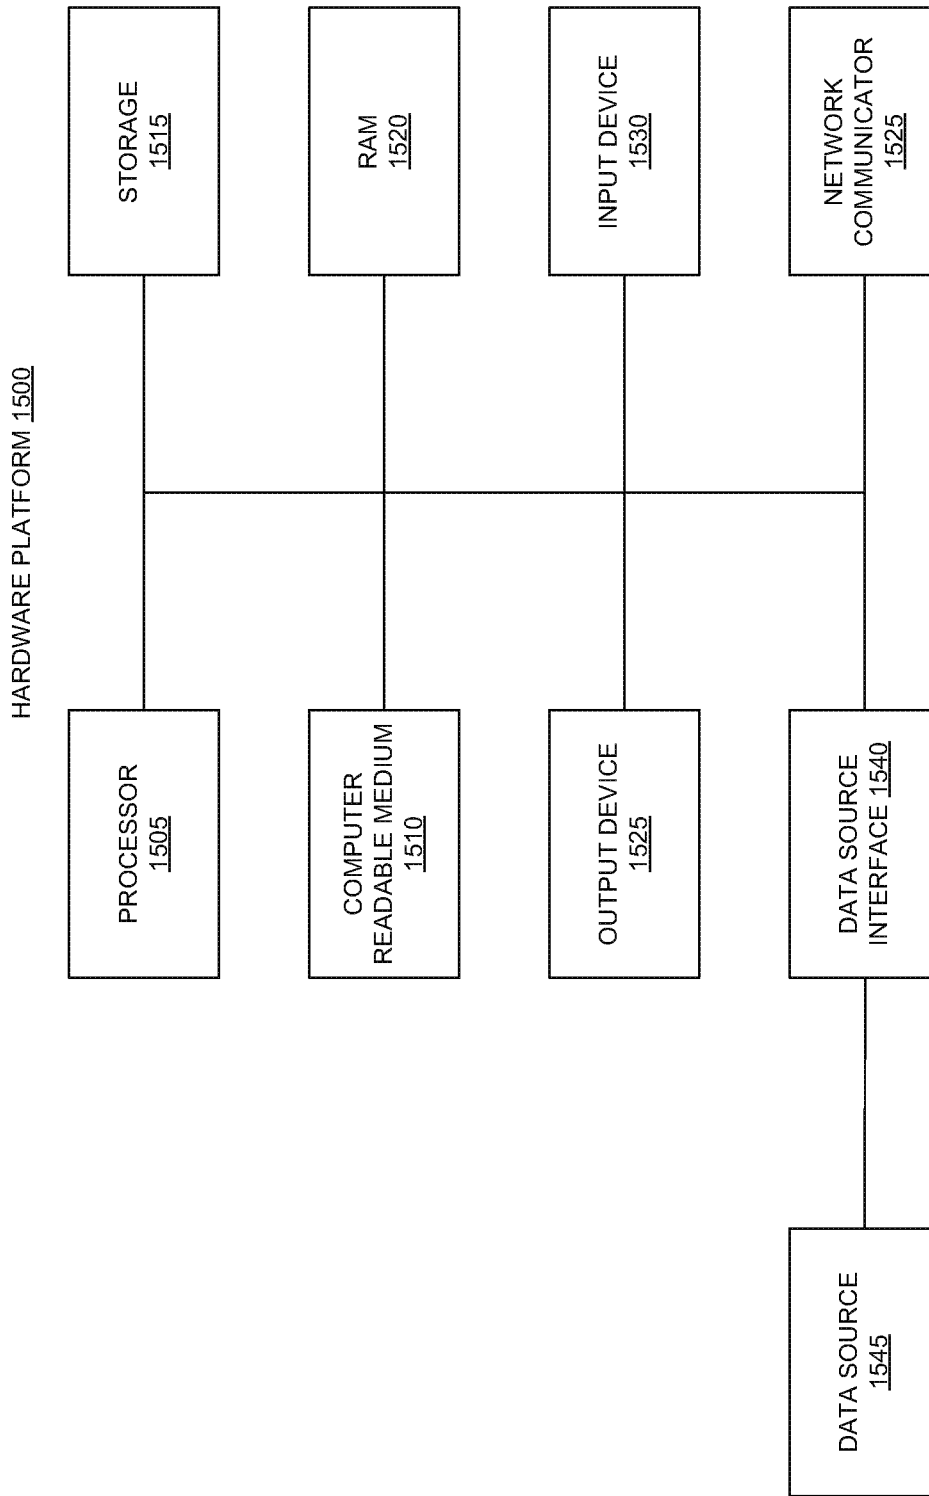 HARDWARE PLATFORM 1500
PROCESSOR
1505
STORAGE
1515
COMPUTER
READABLE MEDIUM
1510
RAM
1520
OUTPUT DEVICE
1525
INPUT DEVICE
1530
DATA SOURCE
1545
DATA SOURCE
INTERFACE 1540
NETWORK
COMMUNICATOR
1525